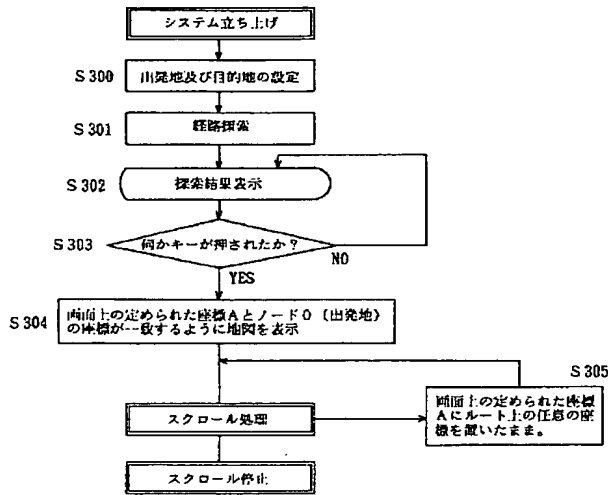 システム立ち上げ
S 300
出発地及び目的地の設定
S 301
経路探索
S 302
探索結果表示
S 303
何かキーが押されたか?
NO
YES
S 304
画面上の定められた座標Aとノード0(出発地)
の座標が一致するように地図を表示
S 305
画面上の定められた座標
Aにルート上の任意の座
標を置いたまま。
スクロール処理
スクロール停止